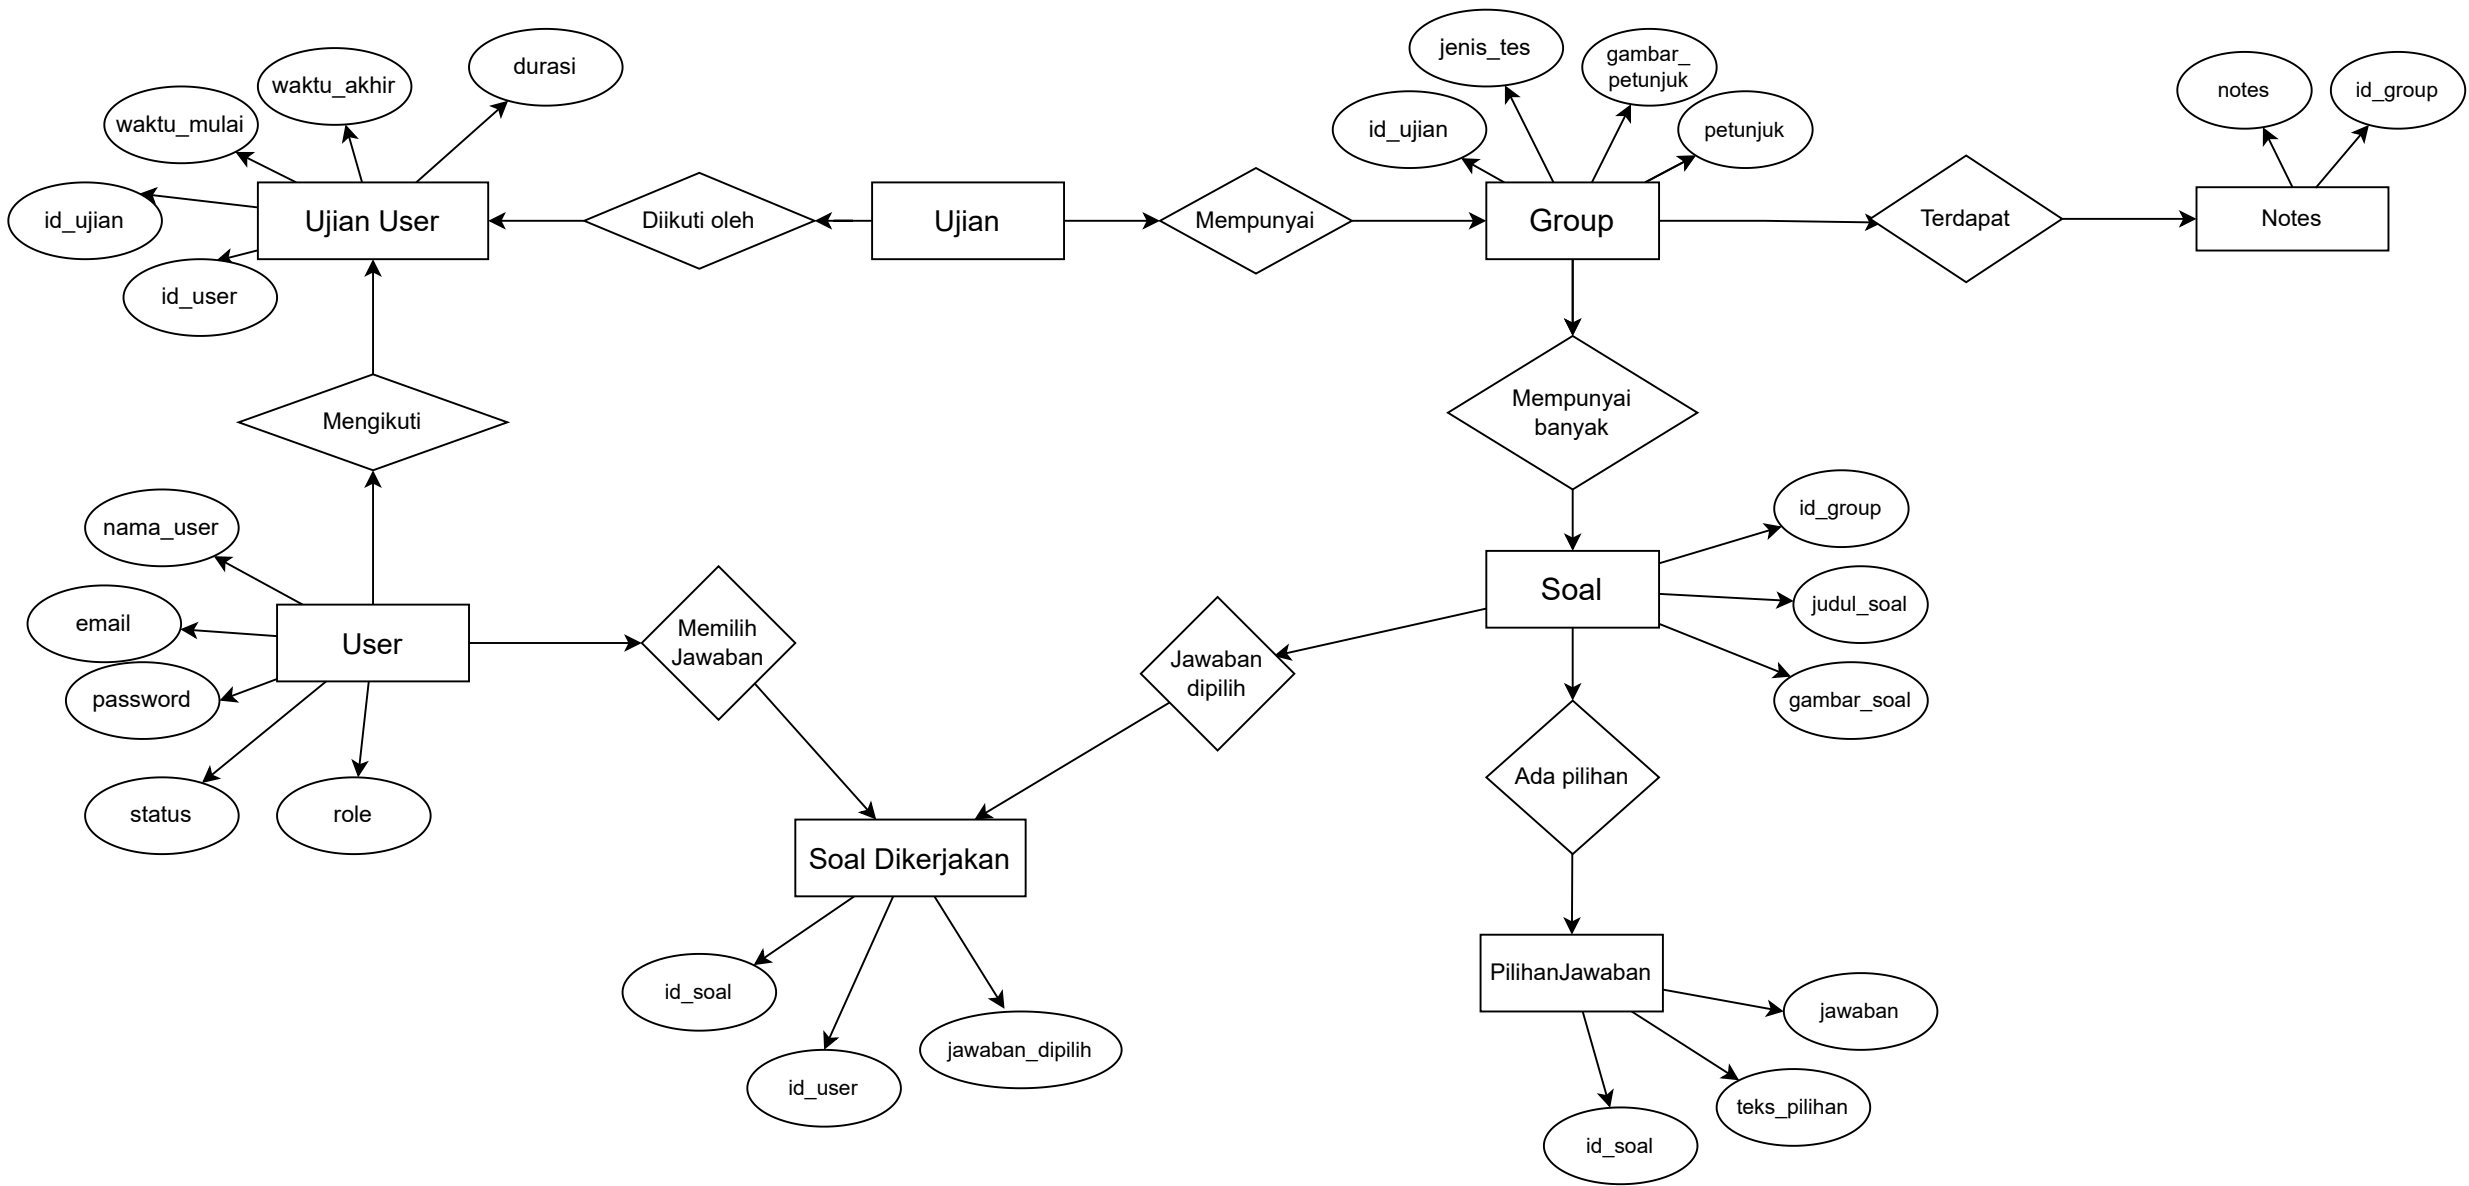 jenis_tes
gambar_
petunjuk
durasi
waktu_akhir
notes
id_group
waktu_mulai
id_ujian
petunjuk
id_ujian
Ujian User
Diikuti oleh
Ujian
Mempunyai
Group
Terdapat
Notes
id_user
Mengikuti
Mempunyai
banyak
nama_user
id_group
email
User
Memilih
Jawaban
Jawaban
dipilih
Soal
judul_soal
password
gambar_soal
status
role
Ada pilihan
Soal Dikerjakan
PilihanJawaban
id_soal
jawaban
jawaban_dipilih
id_user
teks_pilihan
id_soal